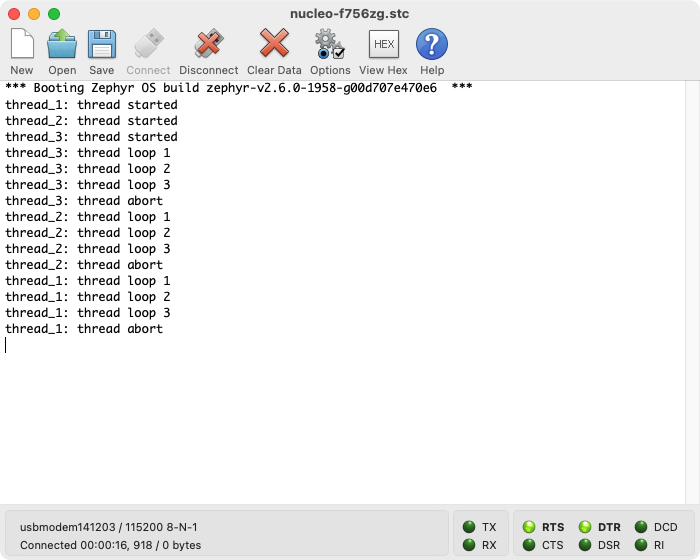 nucleo-f756zg.stc
New Open Save Connect Disconnect Clear Data Options HEX View Hex Help
*** Booting Zephyr OS build zephyr-v2.6.0-1958-g00d707e470e6  ***
thread_1: thread started
thread_2: thread started
thread_3: thread started
thread_3: thread loop 1
thread_3: thread loop 2
thread_3: thread loop 3
thread_3: thread abort
thread_2: thread loop 1
thread_2: thread loop 2
thread_2: thread loop 3
thread_2: thread abort
thread_1: thread loop 1
thread_1: thread loop 2
thread_1: thread loop 3
thread_1: thread abort
usbmodem141203 / 115200 8-N-1
Connected 00:00:16, 918 / 0 bytes
TX RTS DTR DCD
RX CTS DSR RI